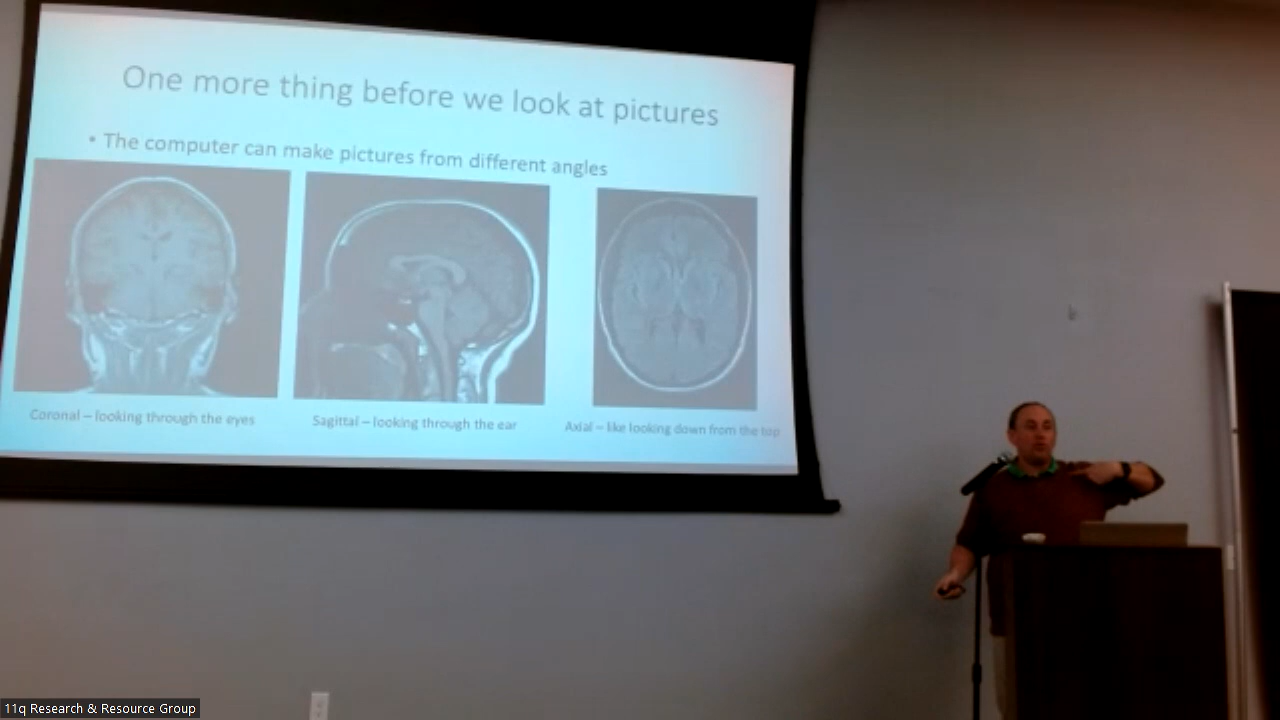 One more thing before we look at pictures
• The computer can make pictures from different angles
Coronal – looking through the eyes
Sagittal – looking through the ear
Axial – like looking down from the top
11q Research & Resource Group